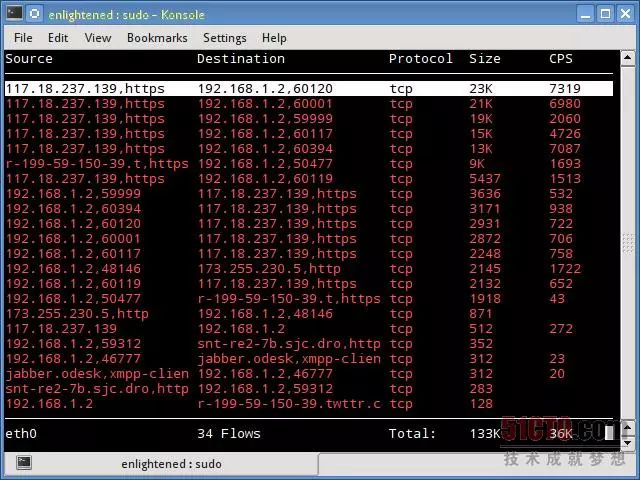 enlightened : sudo - Konsole
File Edit View Bookmarks Settings Help
Source Destination Protocol Size CPS
117.18.237.139,https 192.168.1.2,60120 tcp 23K 7319
117.18.237.139,https 192.168.1.2,60001 tcp 21K 6980
117.18.237.139,https 192.168.1.2,59999 tcp 19K 2060
117.18.237.139,https 192.168.1.2,60117 tcp 15K 4726
117.18.237.139,https 192.168.1.2,60394 tcp 13K 7087
r-199-59-150-39.t,https 192.168.1.2,50477 tcp 9K 1693
117.18.237.139,https 192.168.1.2,60119 tcp 5437 1513
192.168.1.2,59999 117.18.237.139,https tcp 3636 532
192.168.1.2,60394 117.18.237.139,https tcp 3171 938
192.168.1.2,60120 117.18.237.139,https tcp 2931 722
192.168.1.2,60001 117.18.237.139,https tcp 2872 706
192.168.1.2,60117 117.18.237.139,https tcp 2248 758
192.168.1.2,48146 173.255.230.5,http tcp 2145 1722
192.168.1.2,60119 117.18.237.139,https tcp 2132 652
192.168.1.2,50477 r-199-59-150-39.t,https tcp 1918 43
173.255.230.5,http 192.168.1.2,48146 tcp 871
117.18.237.139 192.168.1.2 tcp 512 272
192.168.1.2,59312 snt-re2-7b.sjc.dro,http tcp 352
192.168.1.2,46777 jabber.odesk,xmpp-clien tcp 312 23
jabber.odesk,xmpp-clien 192.168.1.2,46777 tcp 312 20
snt-re2-7b.sjc.dro,http 192.168.1.2,59312 tcp 283
192.168.1.2 r-199-59-150-39.twttr.c tcp 128
eth0 34 Flows Total: 133K 36K
51CTO.com
技术成就梦想
enlightened : sudo